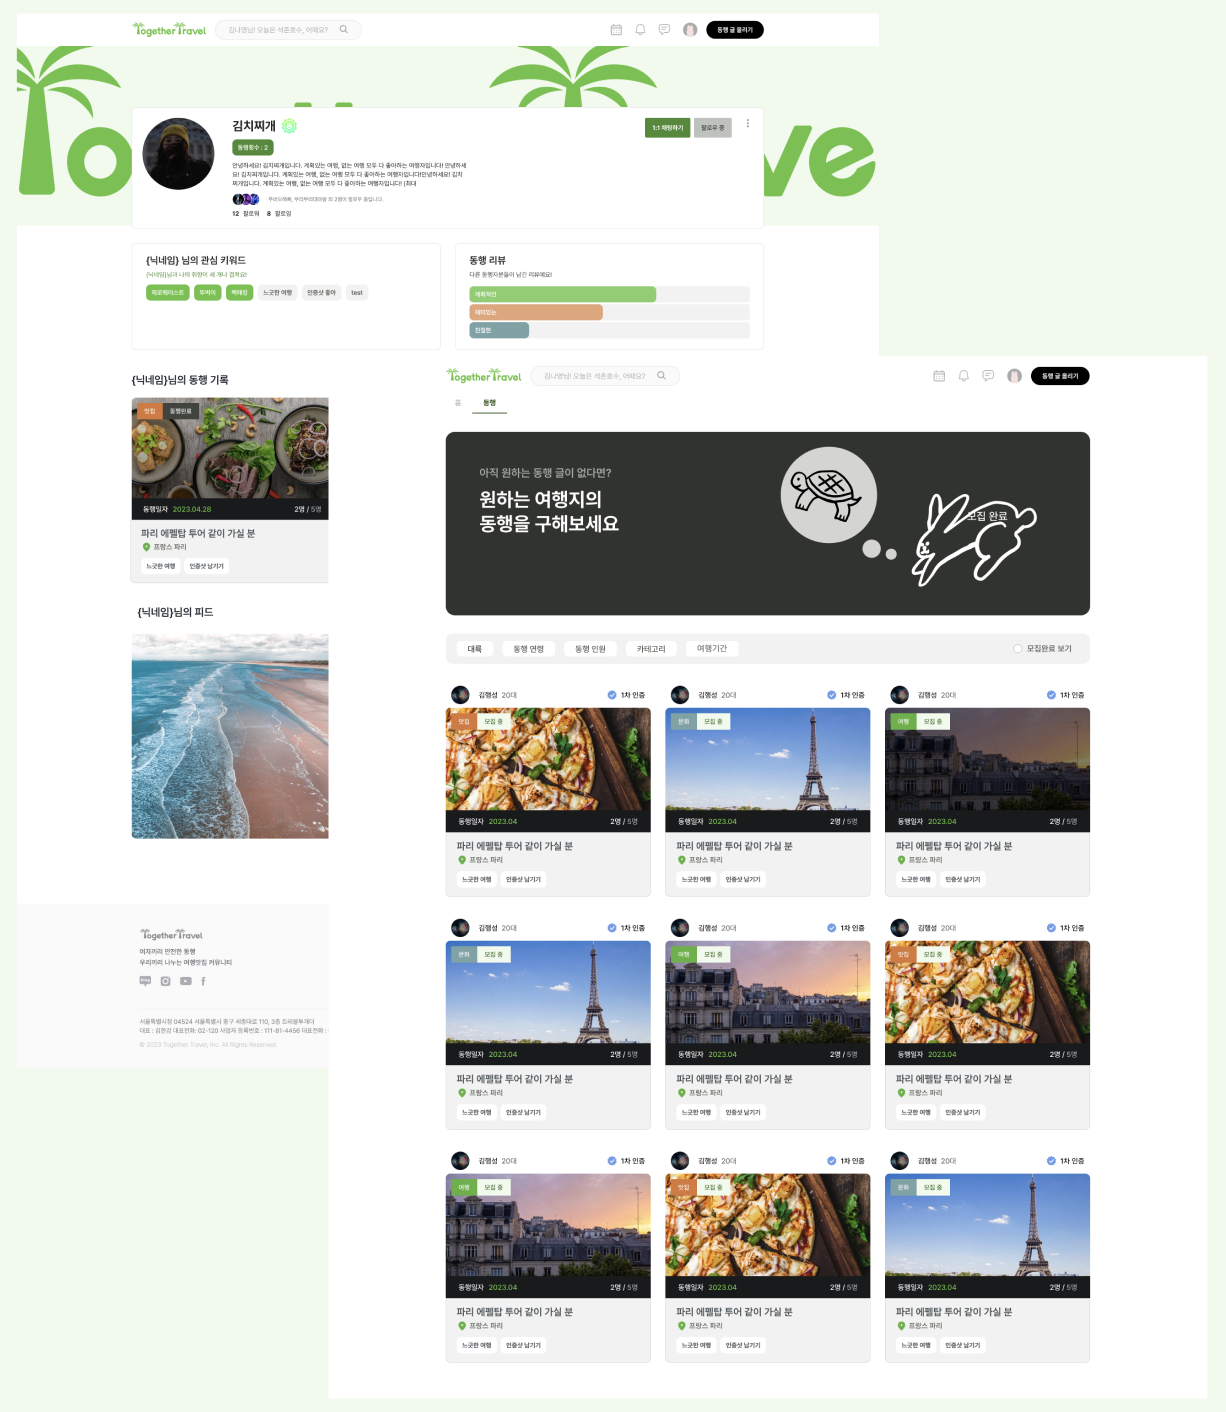 Together Travel
김나영님! 오늘은 석촌호수, 어때요?
동행 글 올리기
김치찌개
1:1 채팅하기
팔로우 중
동행횟수 : 2
안녕하세요! 김치찌개입니다. 계획있는 여행, 없는 여행 모두 다 좋아하는 여행자입니다! 안녕하세
요! 김치찌개입니다. 계획있는 여행, 없는 여행 모두 다 좋아하는 여행자입니다!안녕하세요! 김치
찌개입니다. 계획있는 여행, 없는 여행 모두 다 좋아하는 여행자입니다! (최대
12 팔로워 8 팔로잉
{닉네임} 님의 관심 키워드
{닉네임}님과 나의 취향이 세 개나 겹쳐요!
미로페이스트
뚜벅이
백패킹
느긋한 여행
인증샷 좋아
test
동행 리뷰
다른 동행자분들이 남긴 리뷰예요!
계획적인
재미있는
친절한
{닉네임}님의 동행 기록
맛집
동행완료
동행일자 2023.04.28
2명 / 5명
파리 에펠탑 투어 같이 가실 분
프랑스 파리
느긋한 여행
인증샷 남기기
{닉네임}님의 피드
Together Travel
여자끼리 안전한 동행
우리끼리 나누는 여행맛집 커뮤니티
서울특별시청 04524 서울특별시 중구 세종대로 110, 3층 트래블투게더
대표 : 김한강 대표전화: 02-120 사업자 등록번호 : 111-81-4456 대표전화 :
© 2023 Together Travel, Inc. All Rights Reserved.
Together Travel
김나영님! 오늘은 석촌호수, 어때요?
동행 글 올리기
홈
동행
아직 원하는 동행 글이 없다면?
원하는 여행지의
동행을 구해보세요
모집 완료
대륙
동행 연령
동행 인원
카테고리
여행기간
모집완료 보기
김행성 20대
1차 인증
김행성 20대
1차 인증
김행성 20대
1차 인증
맛집
모집 중
문화
모집 중
여행
모집 중
동행일자 2023.04
2명 / 5명
동행일자 2023.04
2명 / 5명
동행일자 2023.04
2명 / 5명
파리 에펠탑 투어 같이 가실 분
파리 에펠탑 투어 같이 가실 분
파리 에펠탑 투어 같이 가실 분
프랑스 파리
프랑스 파리
프랑스 파리
느긋한 여행
인증샷 남기기
느긋한 여행
인증샷 남기기
느긋한 여행
인증샷 남기기
김행성 20대
1차 인증
김행성 20대
1차 인증
김행성 20대
1차 인증
문화
모집 중
여행
모집 중
맛집
모집 중
동행일자 2023.04
2명 / 5명
동행일자 2023.04
2명 / 5명
동행일자 2023.04
2명 / 5명
파리 에펠탑 투어 같이 가실 분
파리 에펠탑 투어 같이 가실 분
파리 에펠탑 투어 같이 가실 분
프랑스 파리
프랑스 파리
프랑스 파리
느긋한 여행
인증샷 남기기
느긋한 여행
인증샷 남기기
느긋한 여행
인증샷 남기기
김행성 20대
1차 인증
김행성 20대
1차 인증
김행성 20대
1차 인증
여행
모집 중
맛집
모집 중
문화
모집 중
동행일자 2023.04
2명 / 5명
동행일자 2023.04
2명 / 5명
동행일자 2023.04
2명 / 5명
파리 에펠탑 투어 같이 가실 분
파리 에펠탑 투어 같이 가실 분
파리 에펠탑 투어 같이 가실 분
프랑스 파리
프랑스 파리
프랑스 파리
느긋한 여행
인증샷 남기기
느긋한 여행
인증샷 남기기
느긋한 여행
인증샷 남기기